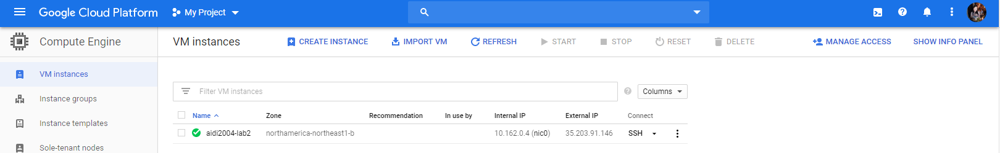 Google Cloud Platform My Project
Compute Engine
VM instances
Instance groups
Instance templates
Sole-tenant nodes
VM instances CREATE INSTANCE IMPORT VM REFRESH START STOP RESET DELETE MANAGE ACCESS SHOW INFO PANEL
Filter VM instances Columns
Name Zone Recommendation In use by Internal IP External IP Connect
aidi2004-lab2 northamerica-northeast1-b 10.162.0.4 (nic0) 35.203.91.146 SSH